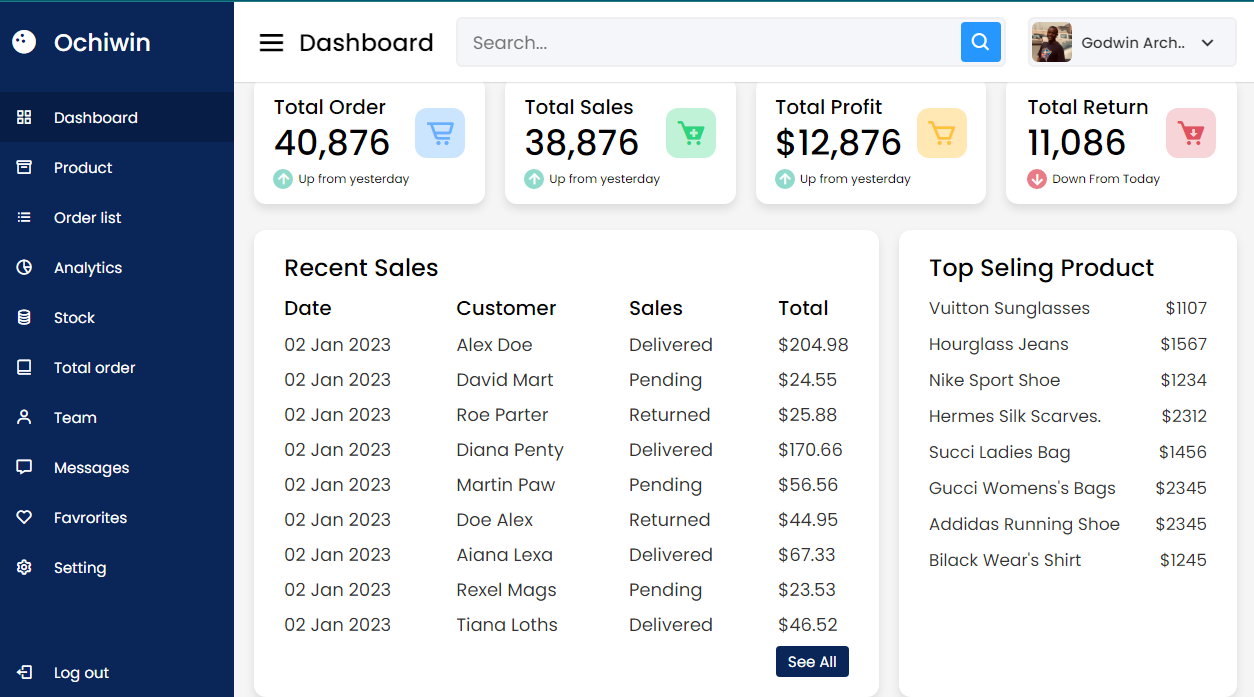 Ochiwin
Dashboard
Product
Order list
Analytics
Stock
Total order
Team
Messages
Favrorites
Setting
Log out
Dashboard
Search...
Godwin Arch..
Total Order
40,876
Up from yesterday
Total Sales
38,876
Up from yesterday
Total Profit
$12,876
Up from yesterday
Total Return
11,086
Down From Today
Recent Sales
Date Customer Sales Total
02 Jan 2023 Alex Doe Delivered $204.98
02 Jan 2023 David Mart Pending $24.55
02 Jan 2023 Roe Parter Returned $25.88
02 Jan 2023 Diana Penty Delivered $170.66
02 Jan 2023 Martin Paw Pending $56.56
02 Jan 2023 Doe Alex Returned $44.95
02 Jan 2023 Aiana Lexa Delivered $67.33
02 Jan 2023 Rexel Mags Pending $23.53
02 Jan 2023 Tiana Loths Delivered $46.52
See All
Top Seling Product
Vuitton Sunglasses $1107
Hourglass Jeans $1567
Nike Sport Shoe $1234
Hermes Silk Scarves. $2312
Succi Ladies Bag $1456
Gucci Womens's Bags $2345
Addidas Running Shoe $2345
Bilack Wear's Shirt $1245